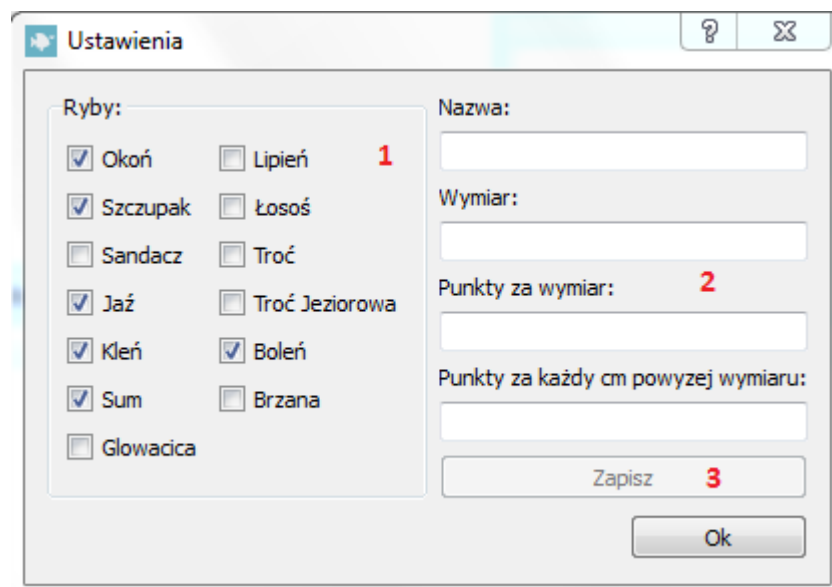 Ustawienia
Ryby:
1
Okoń
Lipień
Szczupak
Łosoś
Sandacz
Troć
Jaź
Troć Jeziorowa
Kleń
Boleń
Sum
Brzana
Glowacica
Nazwa:
Wymiar:
Punkty za wymiar:
2
Punkty za każdy cm powyzej wymiaru:
Zapisz
3
Ok